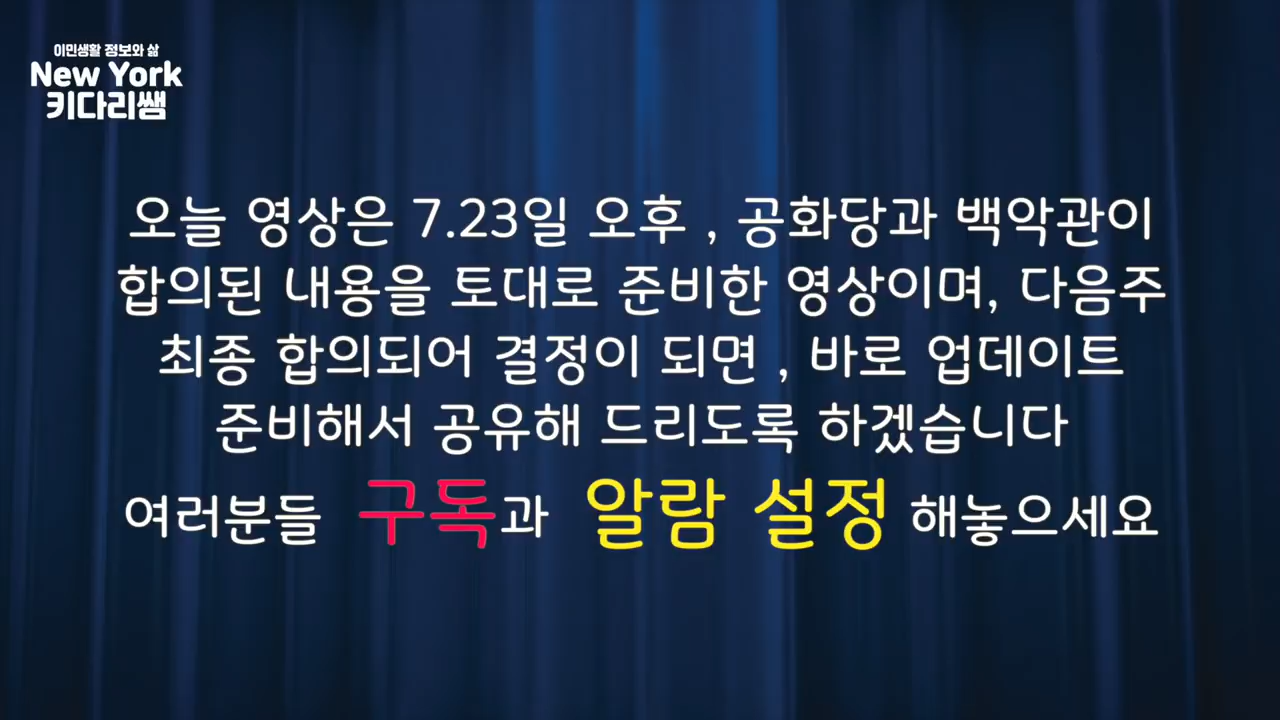 이민생활 정보와 삶
New York
키다리쌤
오늘 영상은 7.23일 오후 , 공화당과 백악관이
합의된 내용을 토대로 준비한 영상이며, 다음주
최종 합의되어 결정이 되면 , 바로 업데이트
준비해서 공유해 드리도록 하겠습니다
여러분들 구독과 알람 설정 해놓으세요